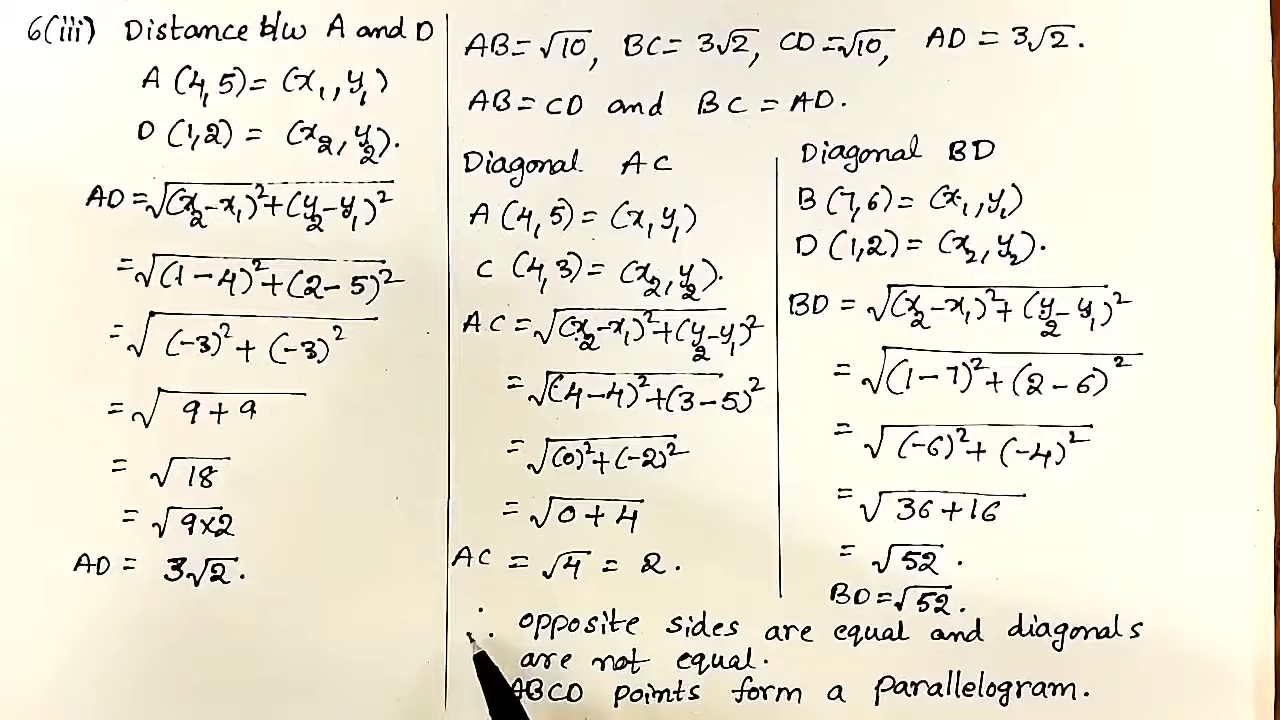 6(iii) Distance b/w A and D
A (4,5) = (x₁, y₁)
D (1,2) = (x₂, y₂).
AD = √(x₂-x₁)²+(y₂-y₁)²
= √(1-4)²+(2-5)²
= √(-3)²+(-3)²
= √9+9
= √18
= √9×2
AD = 3√2.
AB = √10, BC = 3√2, CD = √10, AD = 3√2.
AB = CD and BC = AD.
Diagonal AC
A (4,5) = (x, y₁)
C (4,3) = (x₂, y₂).
AC = √(x₂-x₁)²+(y₂-y₁)²
= √(4-4)²+(3-5)²
= √(0)²+(-2)²
= √0+4
AC = √4 = 2.
Diagonal BD
B (7,6) = (x₁, y₁)
D (1,2) = (x₂, y₂).
BD = √(x₂-x₁)²+(y₂-y₁)²
= √(1-7)²+(2-6)²
= √(-6)²+(-4)²
= √36+16
= √52.
BD = √52.
∴ opposite sides are equal and diagonals
are not equal.
ABCD points form a parallelogram.